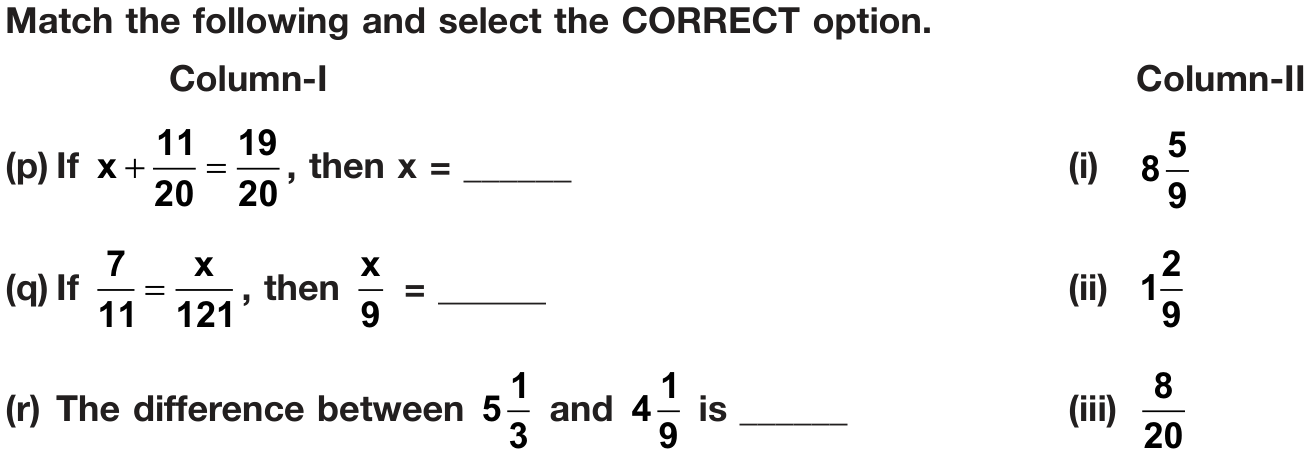 Match the following and select the CORRECT option.
Column-I Column-II
(p) If x + 11/20 = 19/20, then x = ______ (i) 8 5/9
(q) If 7/11 = x/121, then x/9 = ______ (ii) 1 2/9
(r) The difference between 5 1/3 and 4 1/9 is ______ (iii) 8/20